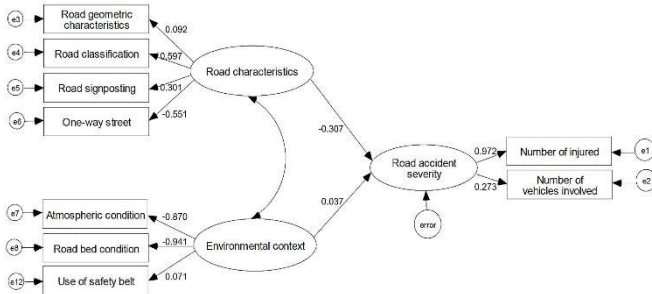 e3
Road geometric
characteristics
0.092
e4
Road classification
0.597
Road characteristics
e5
Road signposting
0.301
e6
One-way street
-0.551
-0.307
Road accident
severity
0.972
Number of injured
e1
0.273
Number of
vehicles involved
e2
0.037
error
e7
Atmospheric condition
-0.870
e8
Road bed condition
-0.941
Environmental context
e12
Use of safety belt
0.071